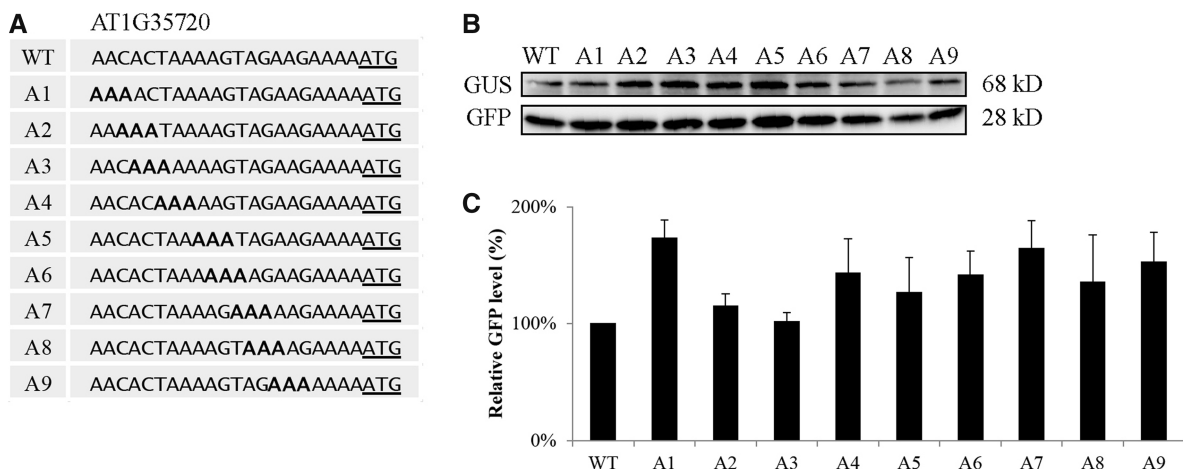 A
AT1G35720
WT AACACTAAAAGTAGAAGAAAAATG
A1 AAAACTAAAAGTAGAAGAAAAATG
A2 AAAAATAAAAGTAGAAGAAAAATG
A3 AACAAAAAAAGTAGAAGAAAAATG
A4 AACACAAAAAGTAGAAGAAAAATG
A5 AACACTAAAAATAGAAGAAAAATG
A6 AACACTAAAAAAAGAAGAAAAATG
A7 AACACTAAAAGAAAAAGAAAAATG
A8 AACACTAAAAGTAAAAGAAAAATG
A9 AACACTAAAAGTAGAAAAAAAATG
B
WT A1 A2 A3 A4 A5 A6 A7 A8 A9
GUS 68 kD
GFP 28 kD
C
Relative GFP level (%)
200%
100%
0%
WT A1 A2 A3 A4 A5 A6 A7 A8 A9